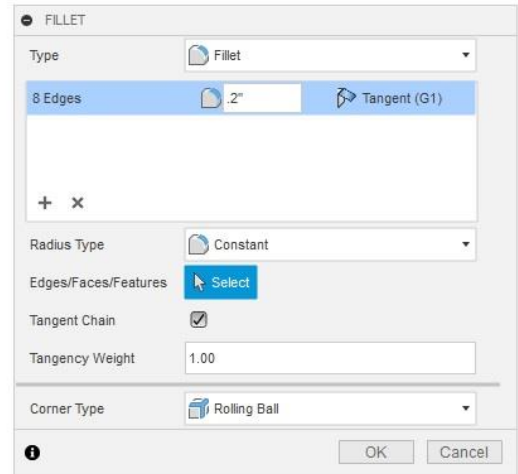 FILLET
Type Fillet
8 Edges .2" Tangent (G1)
Radius Type Constant
Edges/Faces/Features Select
Tangent Chain
Tangency Weight 1.00
Corner Type Rolling Ball
OK Cancel